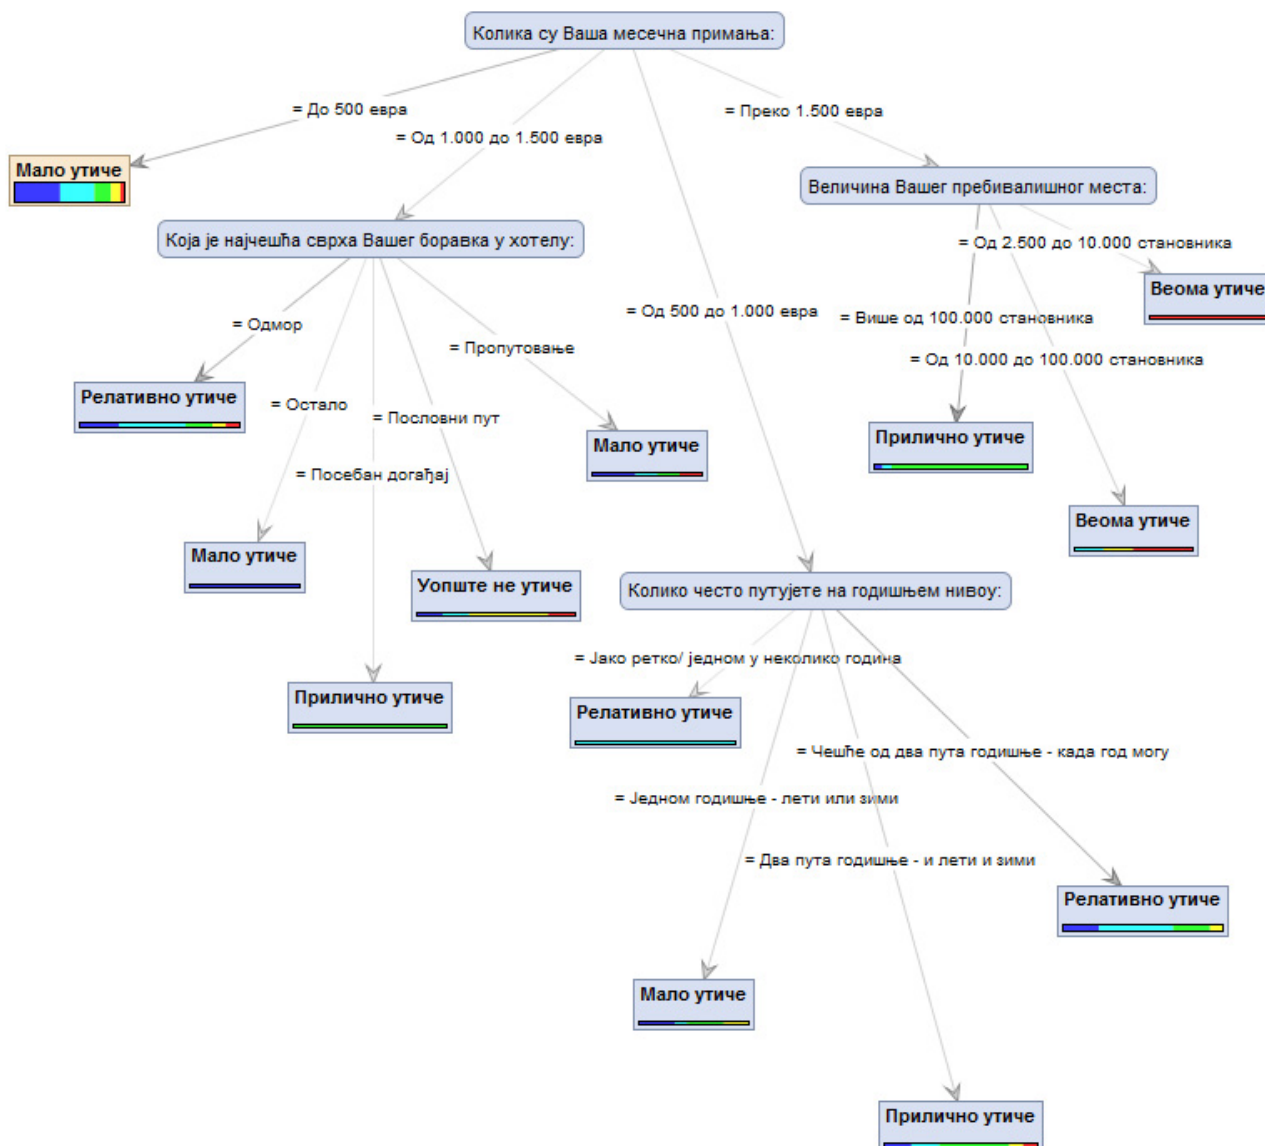 Колика су Ваша месечна примања:
= До 500 евра
= Преко 1.500 евра
= Од 1.000 до 1.500 евра
Мало утиче
Величина Вашег пребивалишног места:
Која је најчешћа сврха Вашег боравка у хотелу:
= Од 2.500 до 10.000 становника
Веома утиче
= Од 500 до 1.000 евра
= Више од 100.000 становника
= Одмор
= Пропутовање
= Од 10.000 до 100.000 становника
Релативно утиче
= Остало
= Пословни пут
Прилично утиче
Мало утиче
= Посебан догађај
Веома утиче
Мало утиче
Уопште не утиче
Колико често путујете на годишњем нивоу:
= Јако ретко/ једном у неколико година
Прилично утиче
Релативно утиче
= Чешће од два пута годишње - када год могу
= Једном годишње - лети или зими
= Два пута годишње - и лети и зими
Релативно утиче
Мало утиче
Прилично утиче